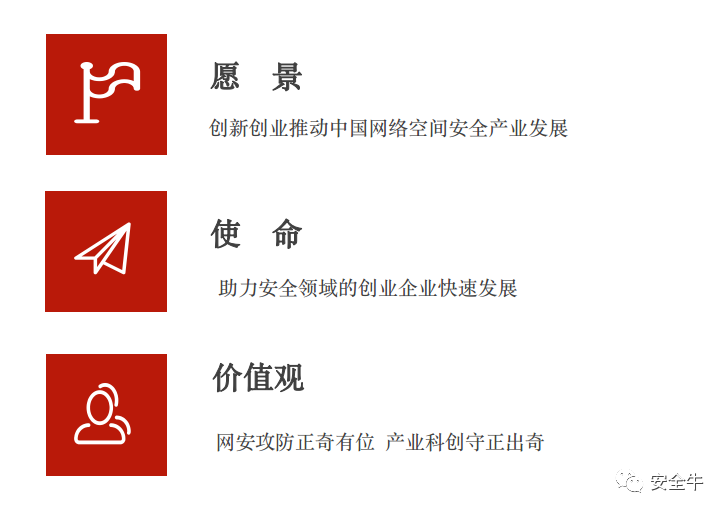 愿 景
创新创业推动中国网络空间安全产业发展
使 命
助力安全领域的创业企业快速发展
价值观
网安攻防正奇有位 产业科创守正出奇
安全牛